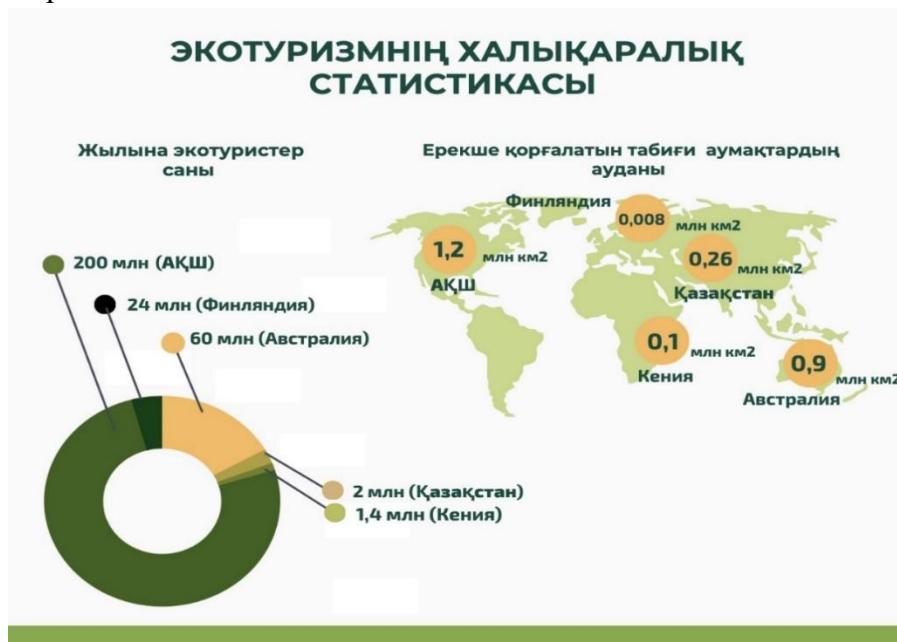 ЭКОТУРИЗМНІҢ ХАЛЫҚАРАЛЫҚ
СТАТИСТИКАСЫ
Жылына экотуристер
саны
200 млн (АҚШ)
24 млн (Финляндия)
60 млн (Австралия)
2 млн (Қазақстан)
1,4 млн (Кения)
Ерекше қорғалатын табиғи аумақтардың
ауданы
Финляндия
0,008 млн км2
1,2 млн км2
АҚШ
0,26 млн км2
Қазақстан
0,1 млн км2
Кения
0,9 млн км2
Австралия